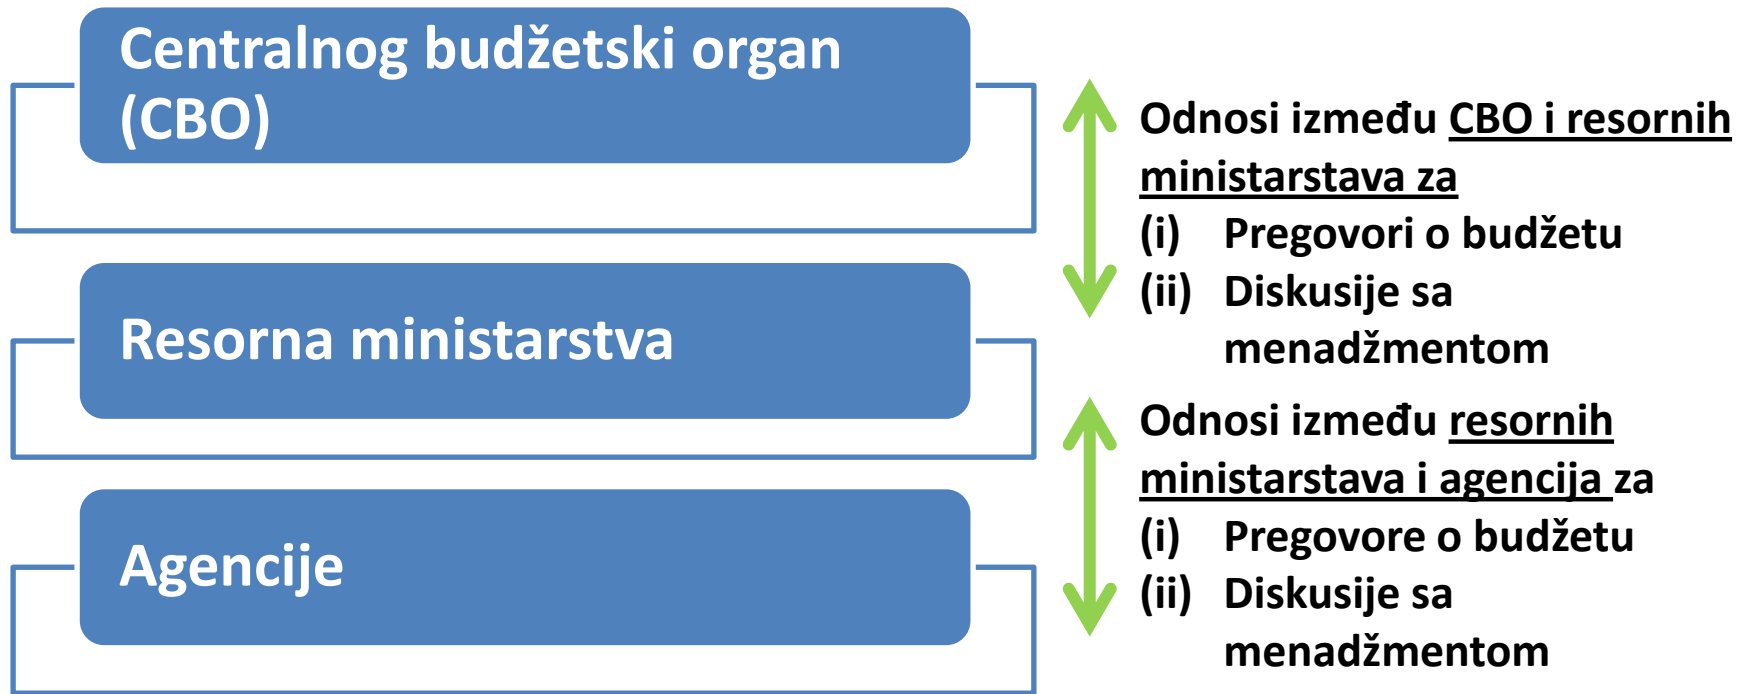 Centralnog budžetski organ
(CBO)
Odnosi između CBO i resornih
ministarstava za
(i) Pregovori o budžetu
(ii) Diskusije sa
menadžmentom
Resorna ministarstva
Odnosi između resornih
ministarstava i agencija za
(i) Pregovore o budžetu
(ii) Diskusije sa
menadžmentom
Agencije